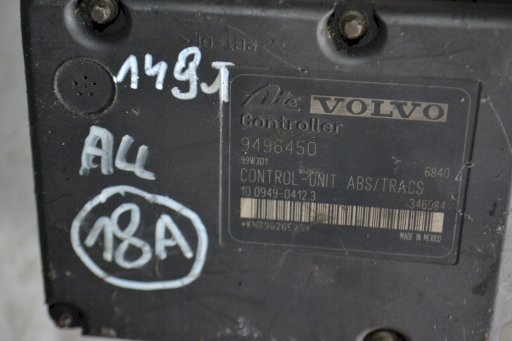 149J
Ate VOLVO
Controller
9496450
99W301 6840
CONTROL-UNIT ABS/TRACS
10.0949-0412.3 346084
MADE IN MEXICO
A4
18A